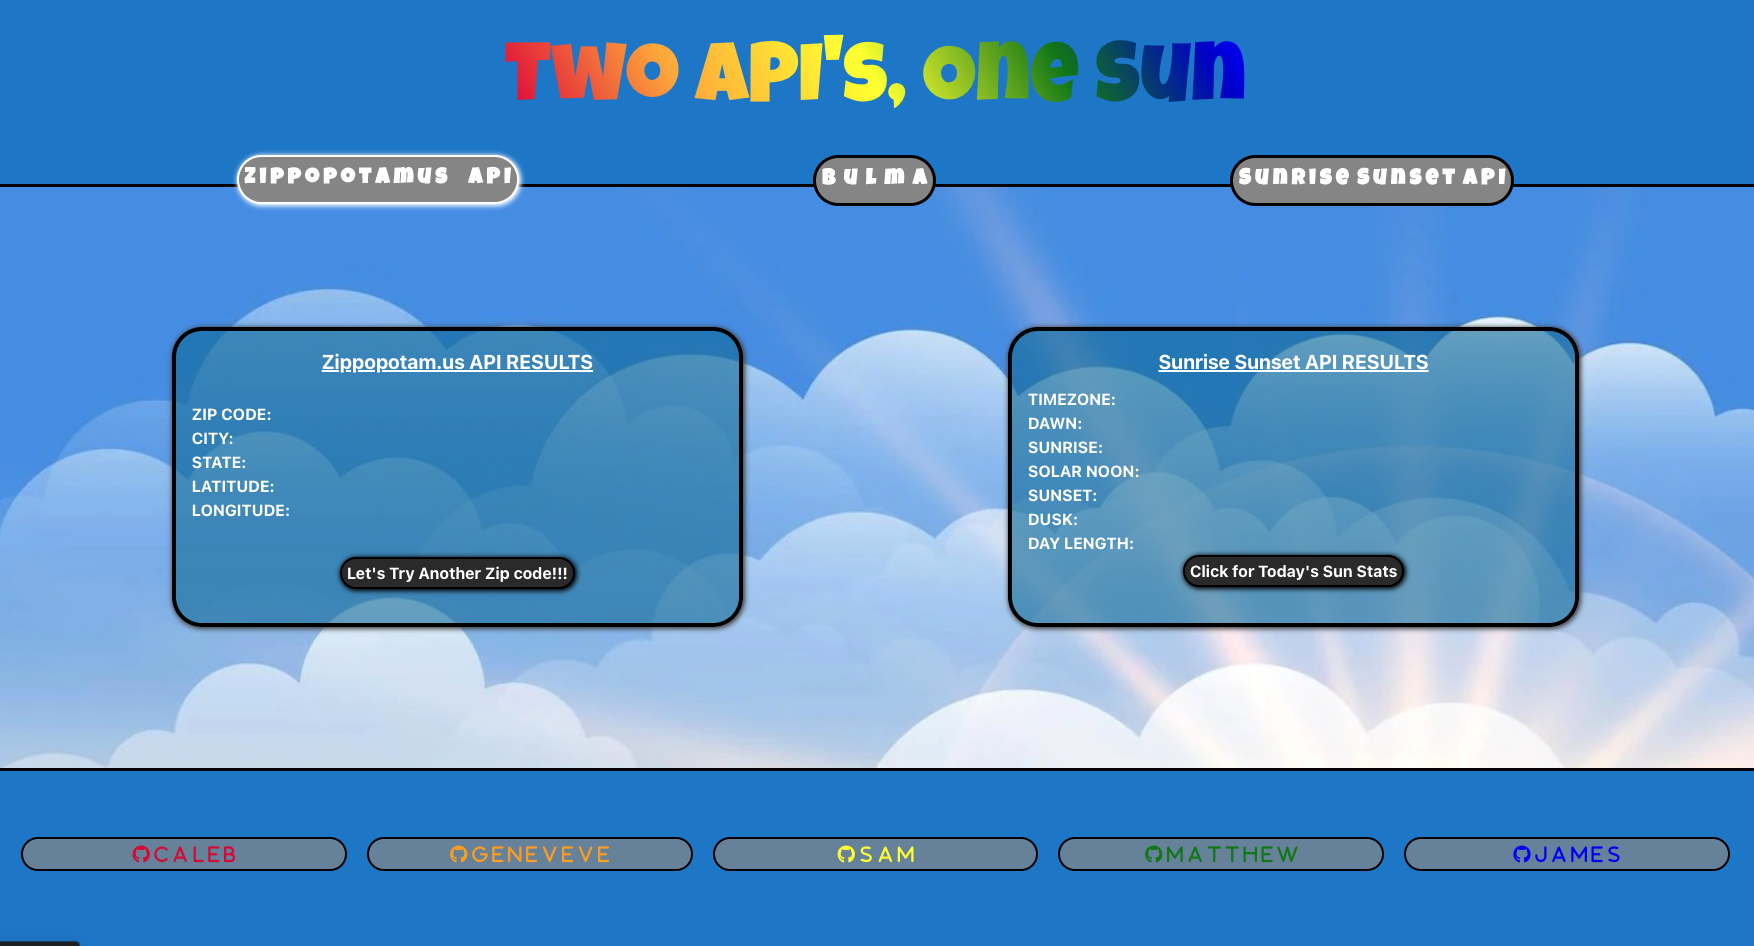 Two API's, one sun
Zippopotamus API
Bulma
Sunrise Sunset API
Zippopotam.us API RESULTS
ZIP CODE:
CITY:
STATE:
LATITUDE:
LONGITUDE:
Let's Try Another Zip code!!!
Sunrise Sunset API RESULTS
TIMEZONE:
DAWN:
SUNRISE:
SOLAR NOON:
SUNSET:
DUSK:
DAY LENGTH:
Click for Today's Sun Stats
CALEB
GENEVEVE
SAM
MATTHEW
JAMES